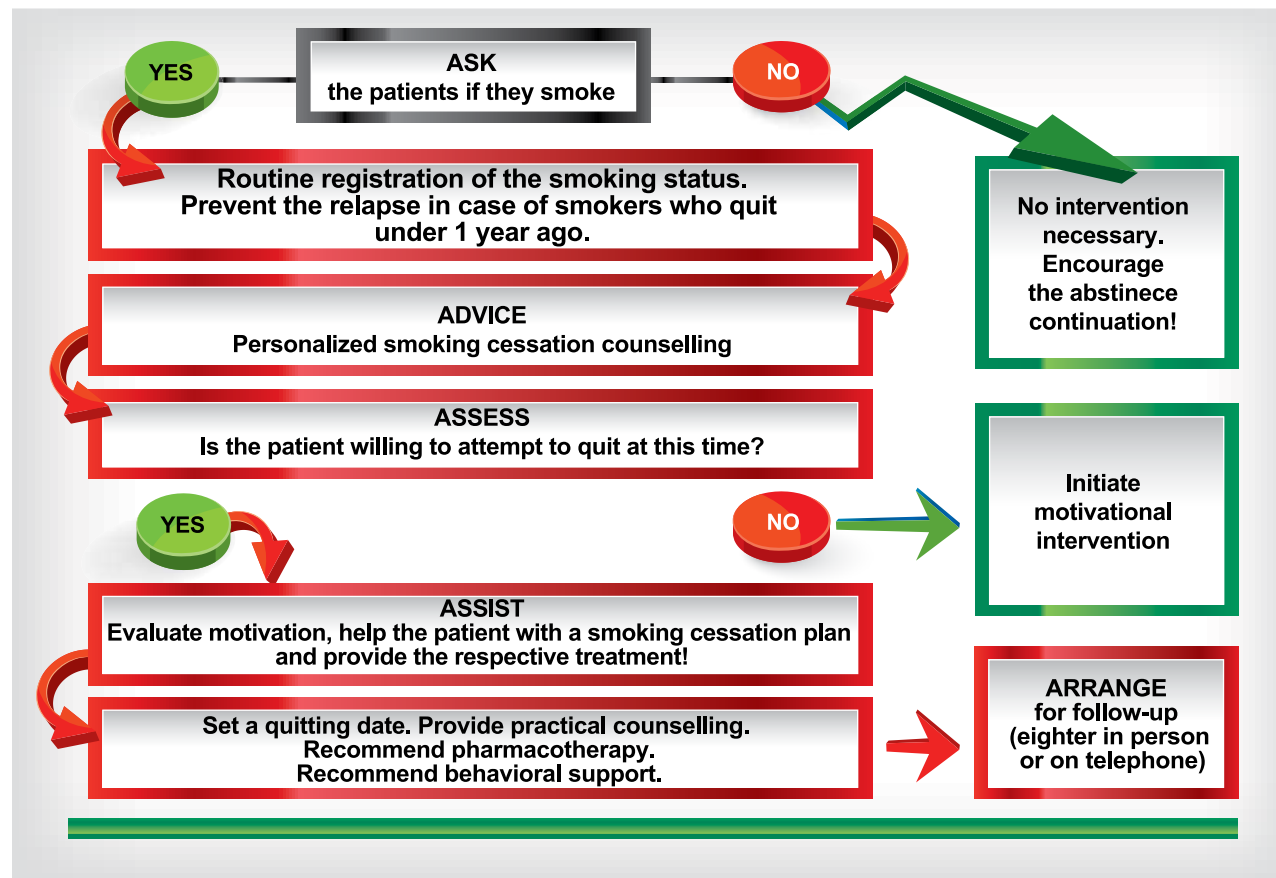 YES
ASK
the patients if they smoke
NO
Routine registration of the smoking status.
Prevent the relapse in case of smokers who quit
under 1 year ago.
No intervention
necessary.
Encourage
the abstinece
continuation!
ADVICE
Personalized smoking cessation counselling
ASSESS
Is the patient willing to attempt to quit at this time?
YES
NO
Initiate
motivational
intervention
ASSIST
Evaluate motivation, help the patient with a smoking cessation plan
and provide the respective treatment!
Set a quitting date. Provide practical counselling.
Recommend pharmacotherapy.
Recommend behavioral support.
ARRANGE
for follow-up
(eighter in person
or on telephone)